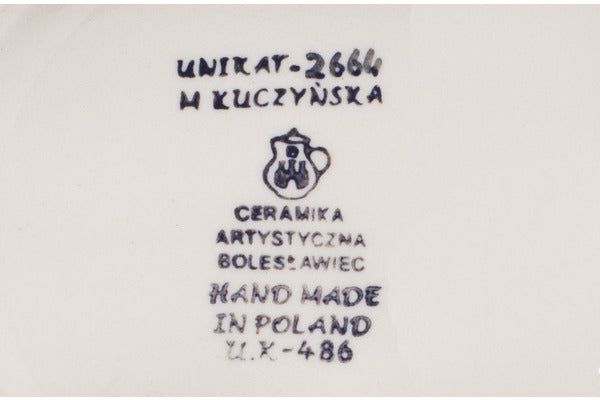 UNIKAT-2664
M KUCZYŃSKA
CERAMIKA
ARTYSTYCZNA
BOLESŁAWIEC
HAND MADE
IN POLAND
U.K-486